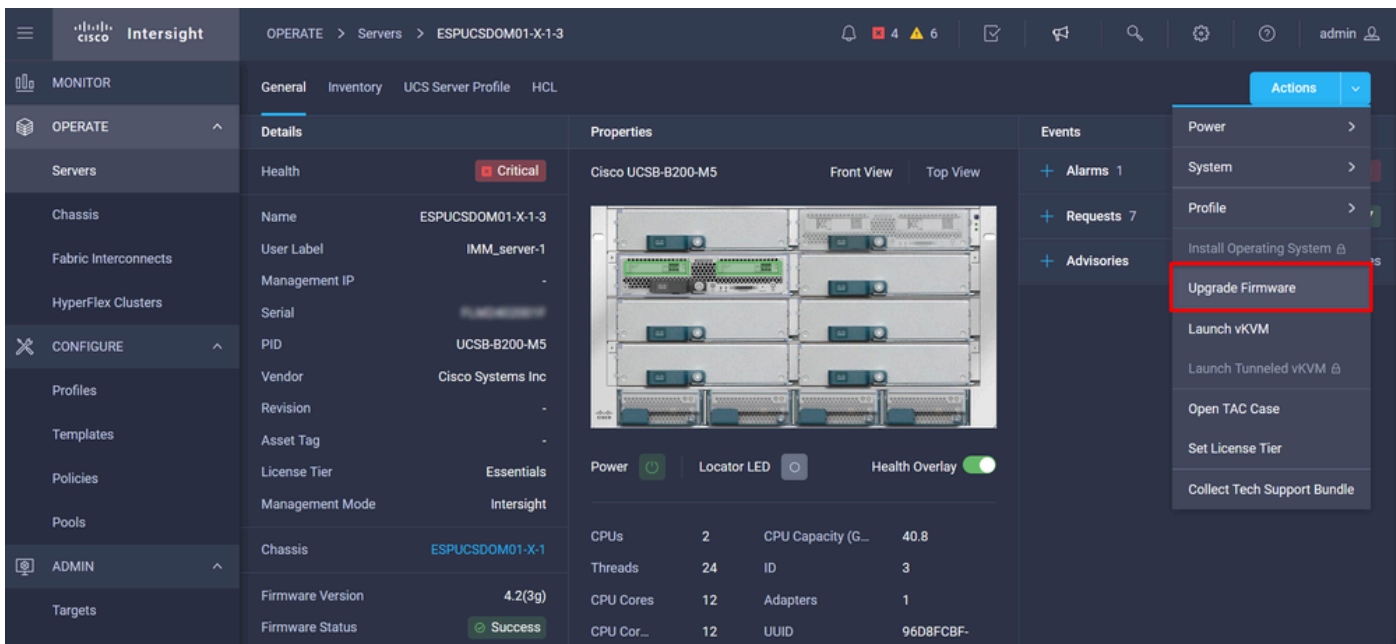 CISCO Intersight
OPERATE > Servers > ESPUCSDOM01-X-1-3
4 6
admin
MONITOR
OPERATE
Servers
Chassis
Fabric Interconnects
HyperFlex Clusters
CONFIGURE
Profiles
Templates
Policies
Pools
ADMIN
Targets
General Inventory UCS Server Profile HCL
Actions
Details
Health Critical
Name ESPUCSDOM01-X-1-3
User Label IMM_server-1
Management IP -
Serial
PID UCSB-B200-M5
Vendor Cisco Systems Inc
Revision -
Asset Tag -
License Tier Essentials
Management Mode Intersight
Chassis ESPUCSDOM01-X-1
Firmware Version 4.2(3g)
Firmware Status Success
Properties
Cisco UCSB-B200-M5 Front View Top View
Power Locator LED Health Overlay
CPUs 2 CPU Capacity (G... 40.8
Threads 24 ID 3
CPU Cores 12 Adapters 1
CPU Cor... 12 UUID 96D8FCBF-
Events
+ Alarms 1
+ Requests 7
+ Advisories
Power >
System >
Profile >
Install Operating System
Upgrade Firmware
Launch vKVM
Launch Tunneled vKVM
Open TAC Case
Set License Tier
Collect Tech Support Bundle